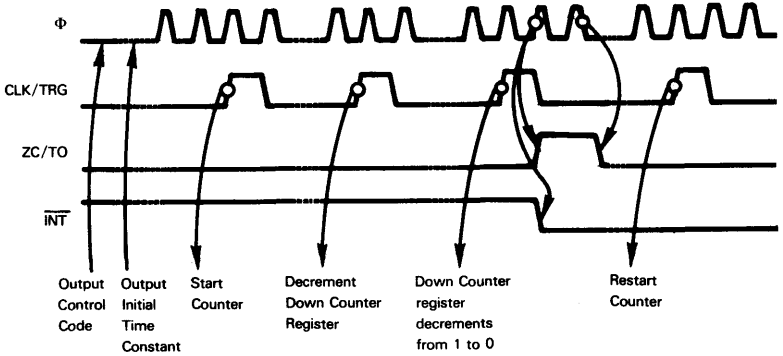 Φ
CLK/TRG
ZC/TO
INT
Output
Control
Code
Output
Initial
Time
Constant
Start
Counter
Decrement
Down Counter
Register
Down Counter
register
decrements
from 1 to 0
Restart
Counter